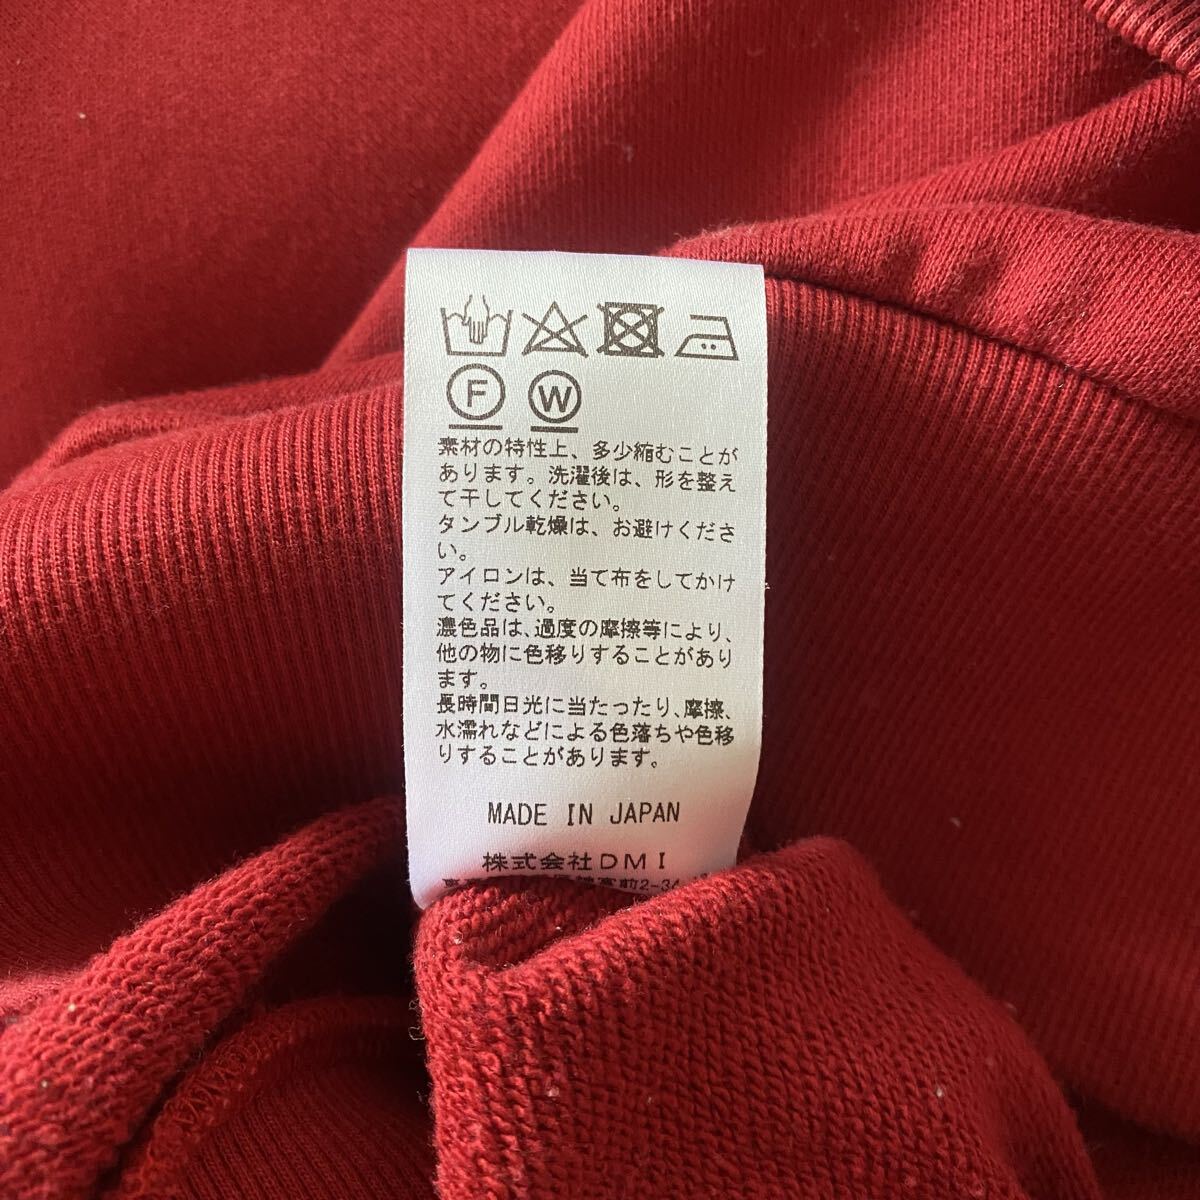 F W
素材の特性上、多少縮むことが
あります。洗濯後は、形を整え
て干してください。
タンブル乾燥は、お避けくださ
い。
アイロンは、当て布をしてかけ
てください。
濃色品は、過度の摩擦等により、
他の物に色移りすることがあり
ます。
長時間日光に当たったり、摩擦、
水濡れなどによる色落ちや色移
りすることがあります。
MADE IN JAPAN
株式会社DMI
宮前2-34